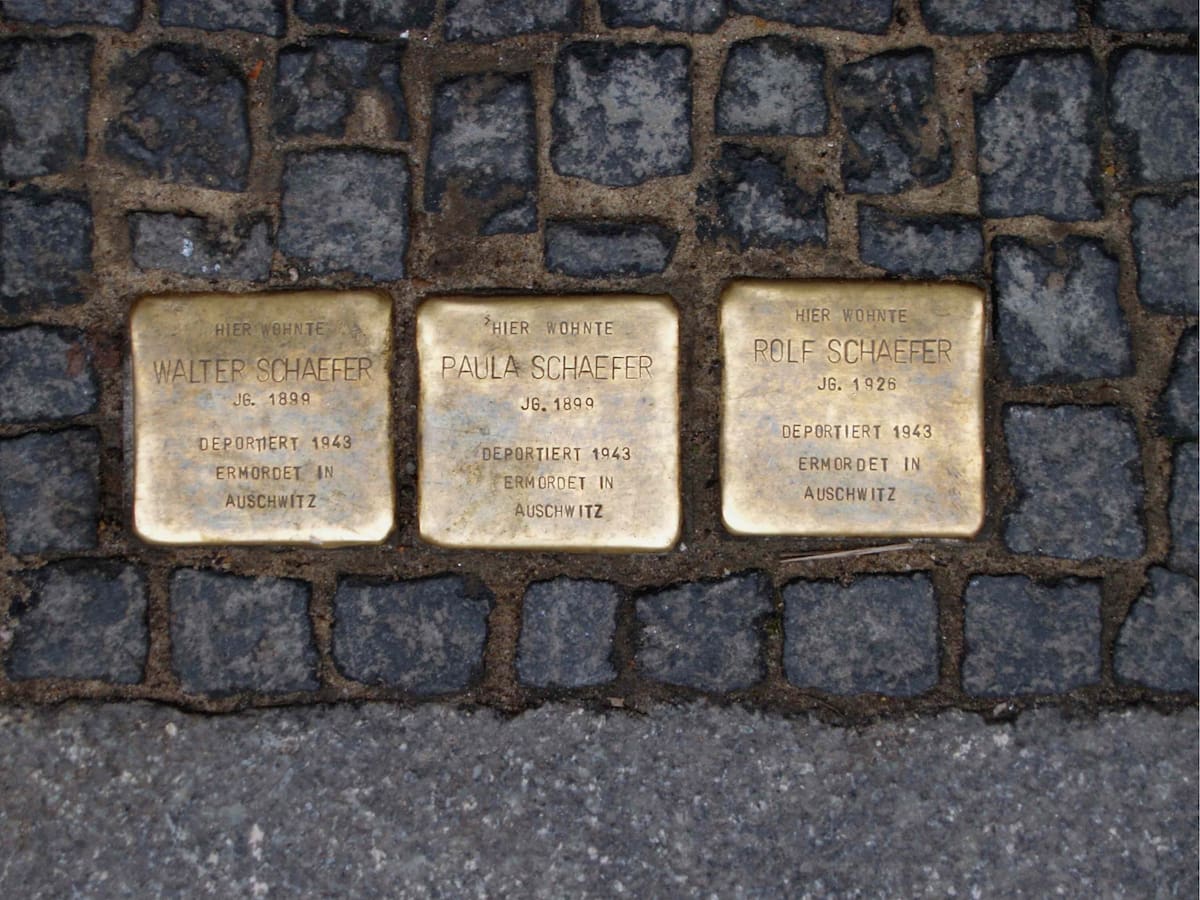 HIER WOHNTE
WALTER SCHAEFER
JG. 1899
DEPORTIERT 1943
ERMORDET IN
AUSCHWITZ
HIER WOHNTE
PAULA SCHAEFER
JG. 1899
DEPORTIERT 1943
ERMORDET IN
AUSCHWITZ
HIER WOHNTE
ROLF SCHAEFER
JG. 1926
DEPORTIERT 1943
ERMORDET IN
AUSCHWITZ